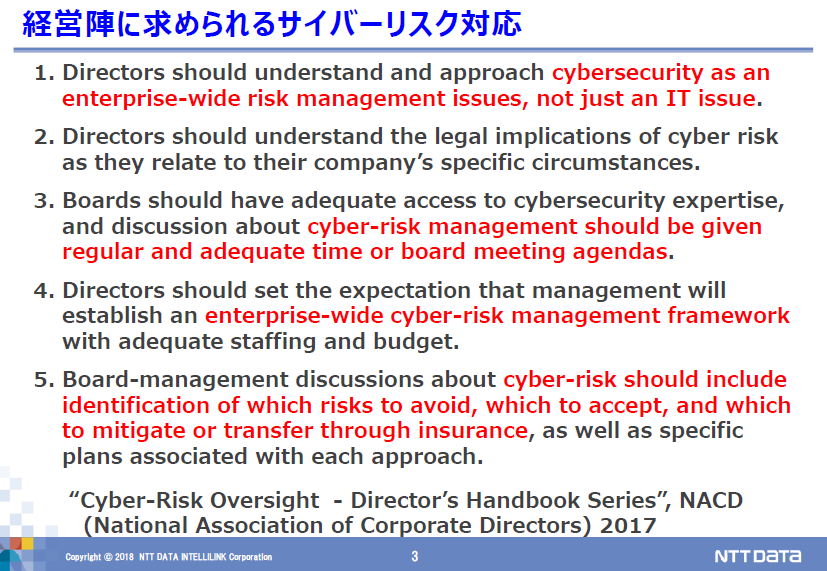 経営陣に求められるサイバーリスク対応
1. Directors should understand and approach cybersecurity as an
enterprise-wide risk management issues, not just an IT issue.
2. Directors should understand the legal implications of cyber risk
as they relate to their company’s specific circumstances.
3. Boards should have adequate access to cybersecurity expertise,
and discussion about cyber-risk management should be given
regular and adequate time or board meeting agendas.
4. Directors should set the expectation that management will
establish an enterprise-wide cyber-risk management framework
with adequate staffing and budget.
5. Board-management discussions about cyber-risk should include
identification of which risks to avoid, which to accept, and which
to mitigate or transfer through insurance, as well as specific
plans associated with each approach.
“Cyber-Risk Oversight - Director’s Handbook Series”, NACD
(National Association of Corporate Directors) 2017
Copyright © 2018 NTT DATA INTELLILINK Corporation
3
NTT DATA